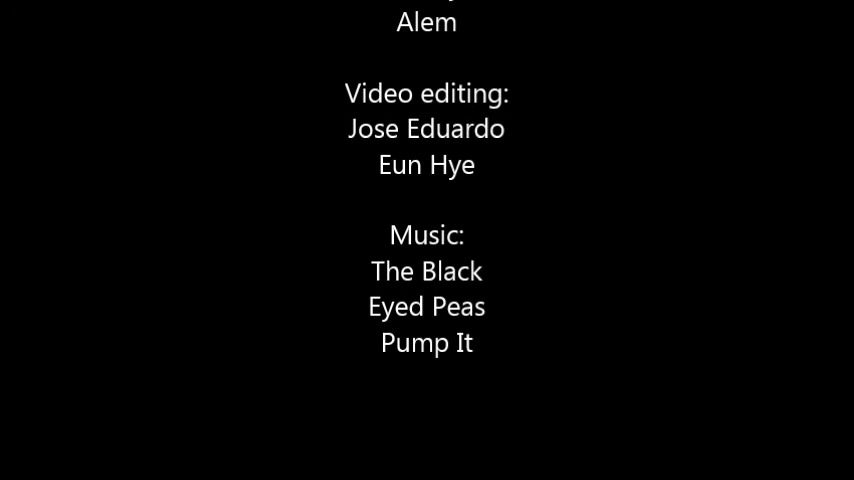 Alem
Video editing:
Jose Eduardo
Eun Hye
Music:
The Black
Eyed Peas
Pump It